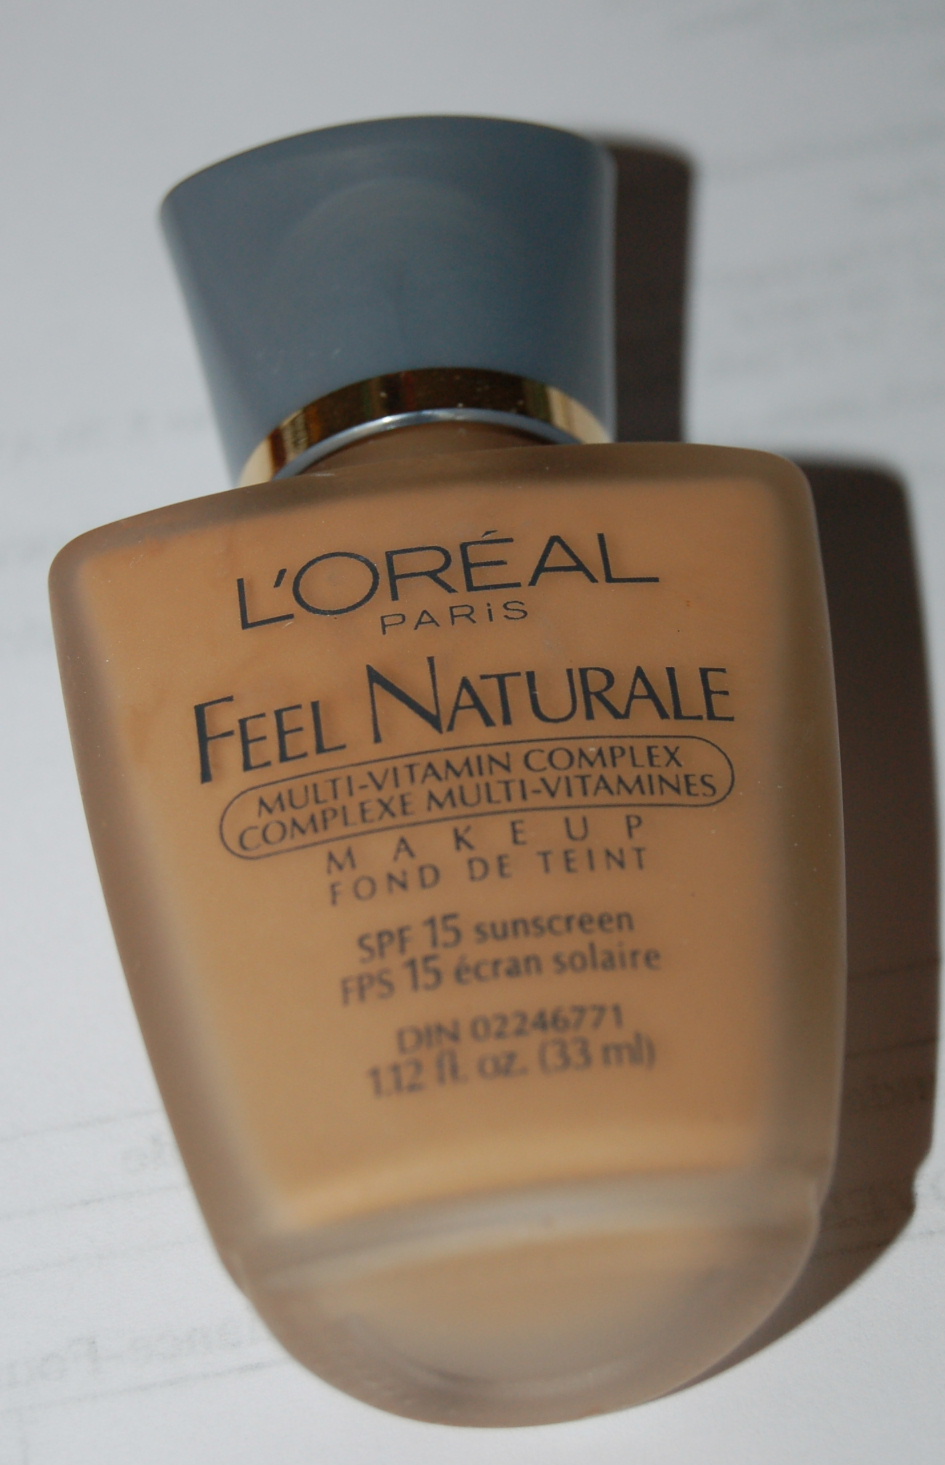 L'ORÉAL
PARiS
FEEL NATURALE
MULTI-VITAMIN COMPLEX
COMPLEXE MULTI-VITAMINES
MAKEUP
FOND DE TEINT
SPF 15 sunscreen
FPS 15 écran solaire
DIN 02246771
1.12 fl. oz. (33 ml)